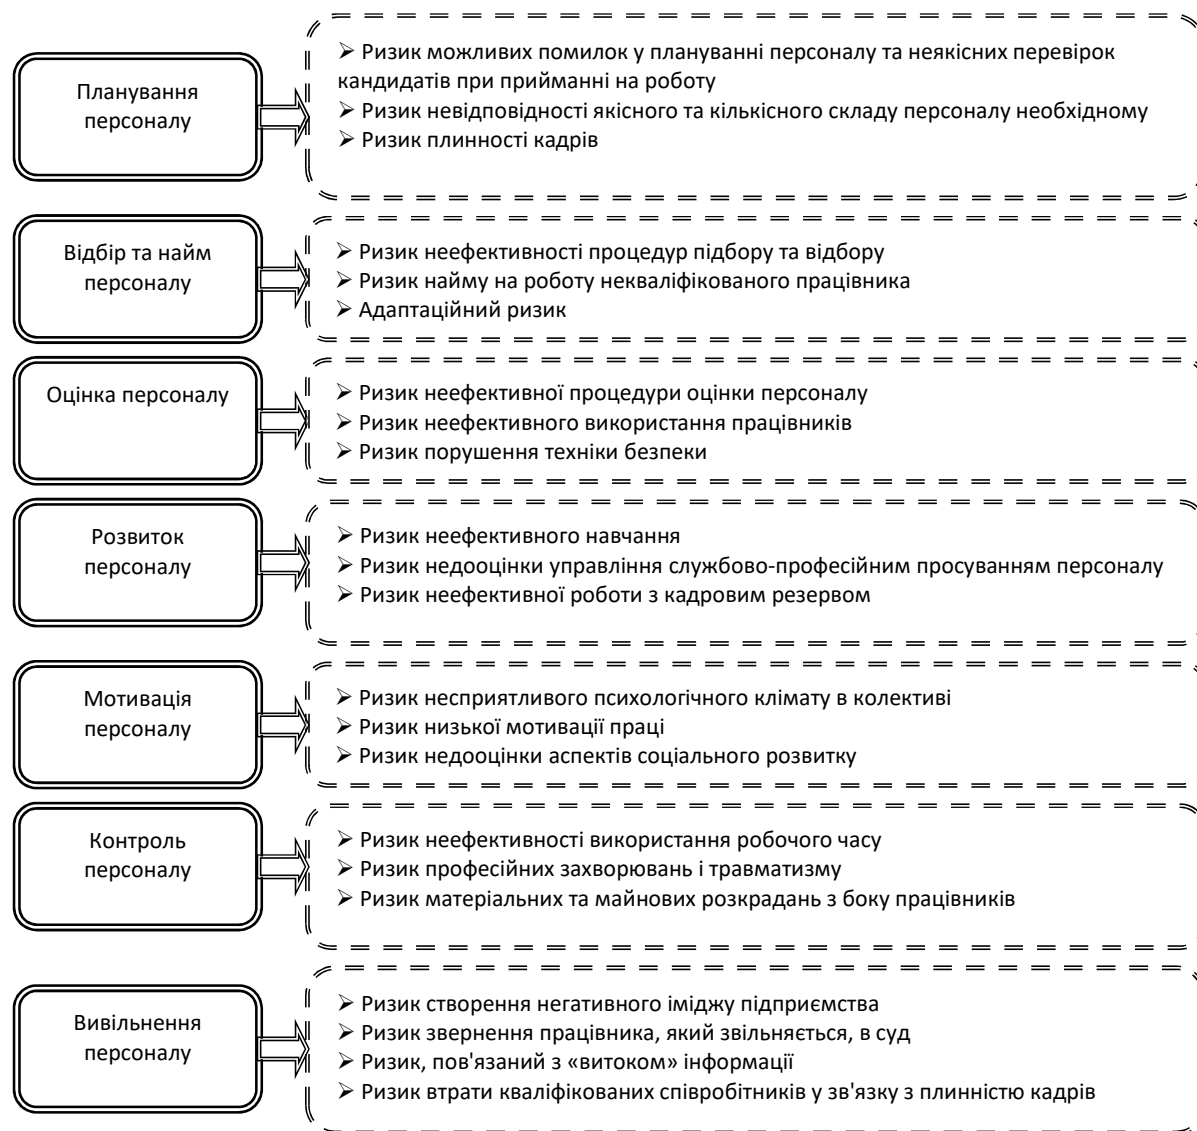 Планування
персоналу
➢ Ризик можливих помилок у плануванні персоналу та неякісних перевірок
кандидатів при прийманні на роботу
➢ Ризик невідповідності якісного та кількісного складу персоналу необхідному
➢ Ризик плинності кадрів
Відбір та найм
персоналу
➢ Ризик неефективності процедур підбору та відбору
➢ Ризик найму на роботу некваліфікованого працівника
➢ Адаптаційний ризик
Оцінка персоналу
➢ Ризик неефективної процедури оцінки персоналу
➢ Ризик неефективного використання працівників
➢ Ризик порушення техніки безпеки
Розвиток
персоналу
➢ Ризик неефективного навчання
➢ Ризик недооцінки управління службово-професійним просуванням персоналу
➢ Ризик неефективної роботи з кадровим резервом
Мотивація
персоналу
➢ Ризик несприятливого психологічного клімату в колективі
➢ Ризик низької мотивації праці
➢ Ризик недооцінки аспектів соціального розвитку
Контроль
персоналу
➢ Ризик неефективності використання робочого часу
➢ Ризик професійних захворювань і травматизму
➢ Ризик матеріальних та майнових розкрадань з боку працівників
Вивільнення
персоналу
➢ Ризик створення негативного іміджу підприємства
➢ Ризик звернення працівника, який звільняється, в суд
➢ Ризик, пов'язаний з «витоком» інформації
➢ Ризик втрати кваліфікованих співробітників у зв'язку з плинністю кадрів